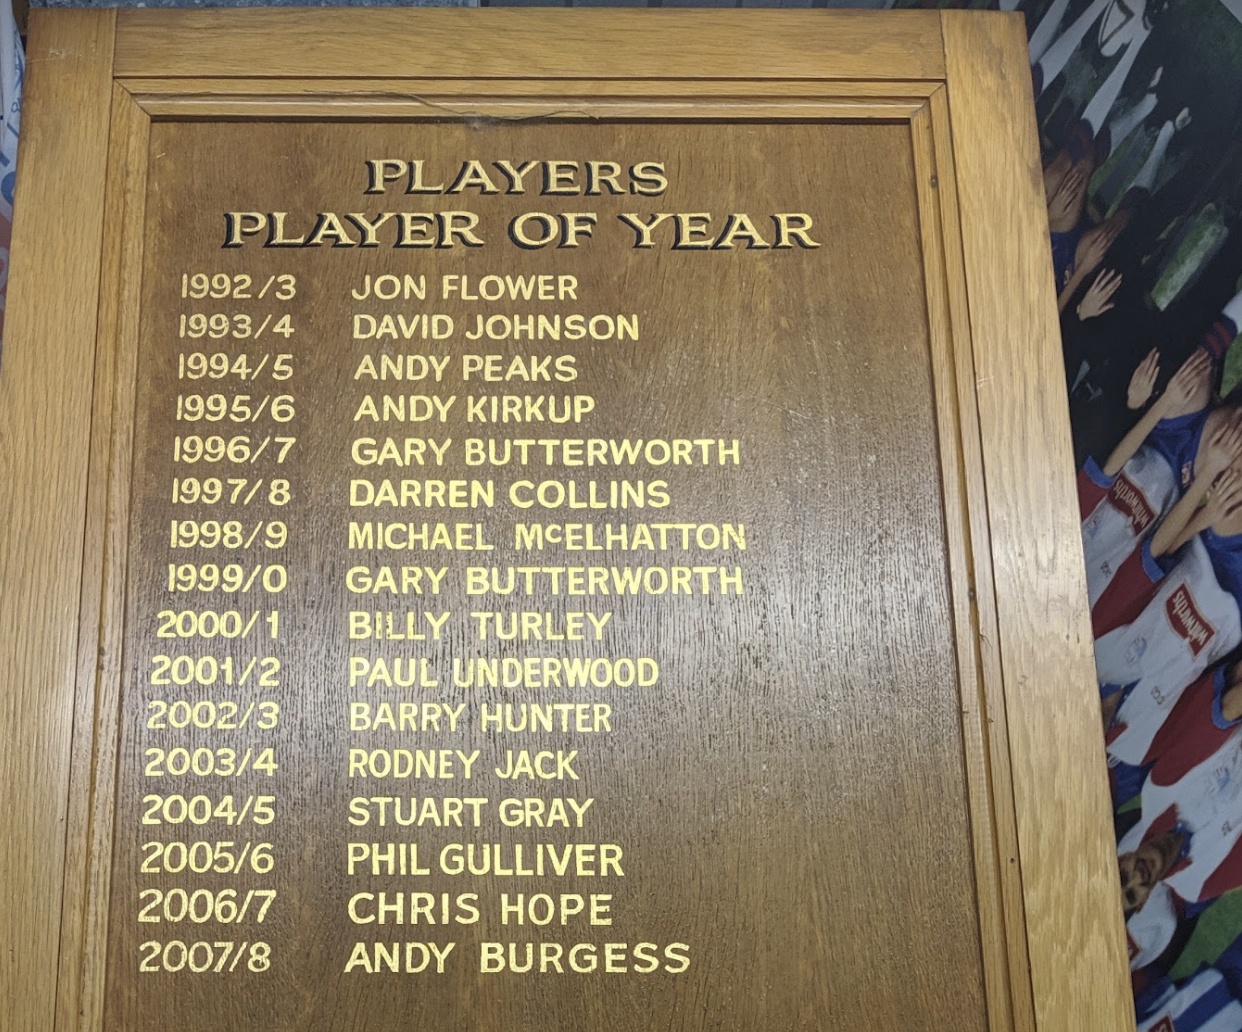 PLAYERS
PLAYER OF YEAR
1992/3 JON FLOWER
1993/4 DAVID JOHNSON
1994/5 ANDY PEAKS
1995/6 ANDY KIRKUP
1996/7 GARY BUTTERWORTH
1997/8 DARREN COLLINS
1998/9 MICHAEL McELHATTON
1999/0 GARY BUTTERWORTH
2000/1 BILLY TURLEY
2001/2 PAUL UNDERWOOD
2002/3 BARRY HUNTER
2003/4 RODNEY JACK
2004/5 STUART GRAY
2005/6 PHIL GULLIVER
2006/7 CHRIS HOPE
2007/8 ANDY BURGESS
whitworths
whitworths